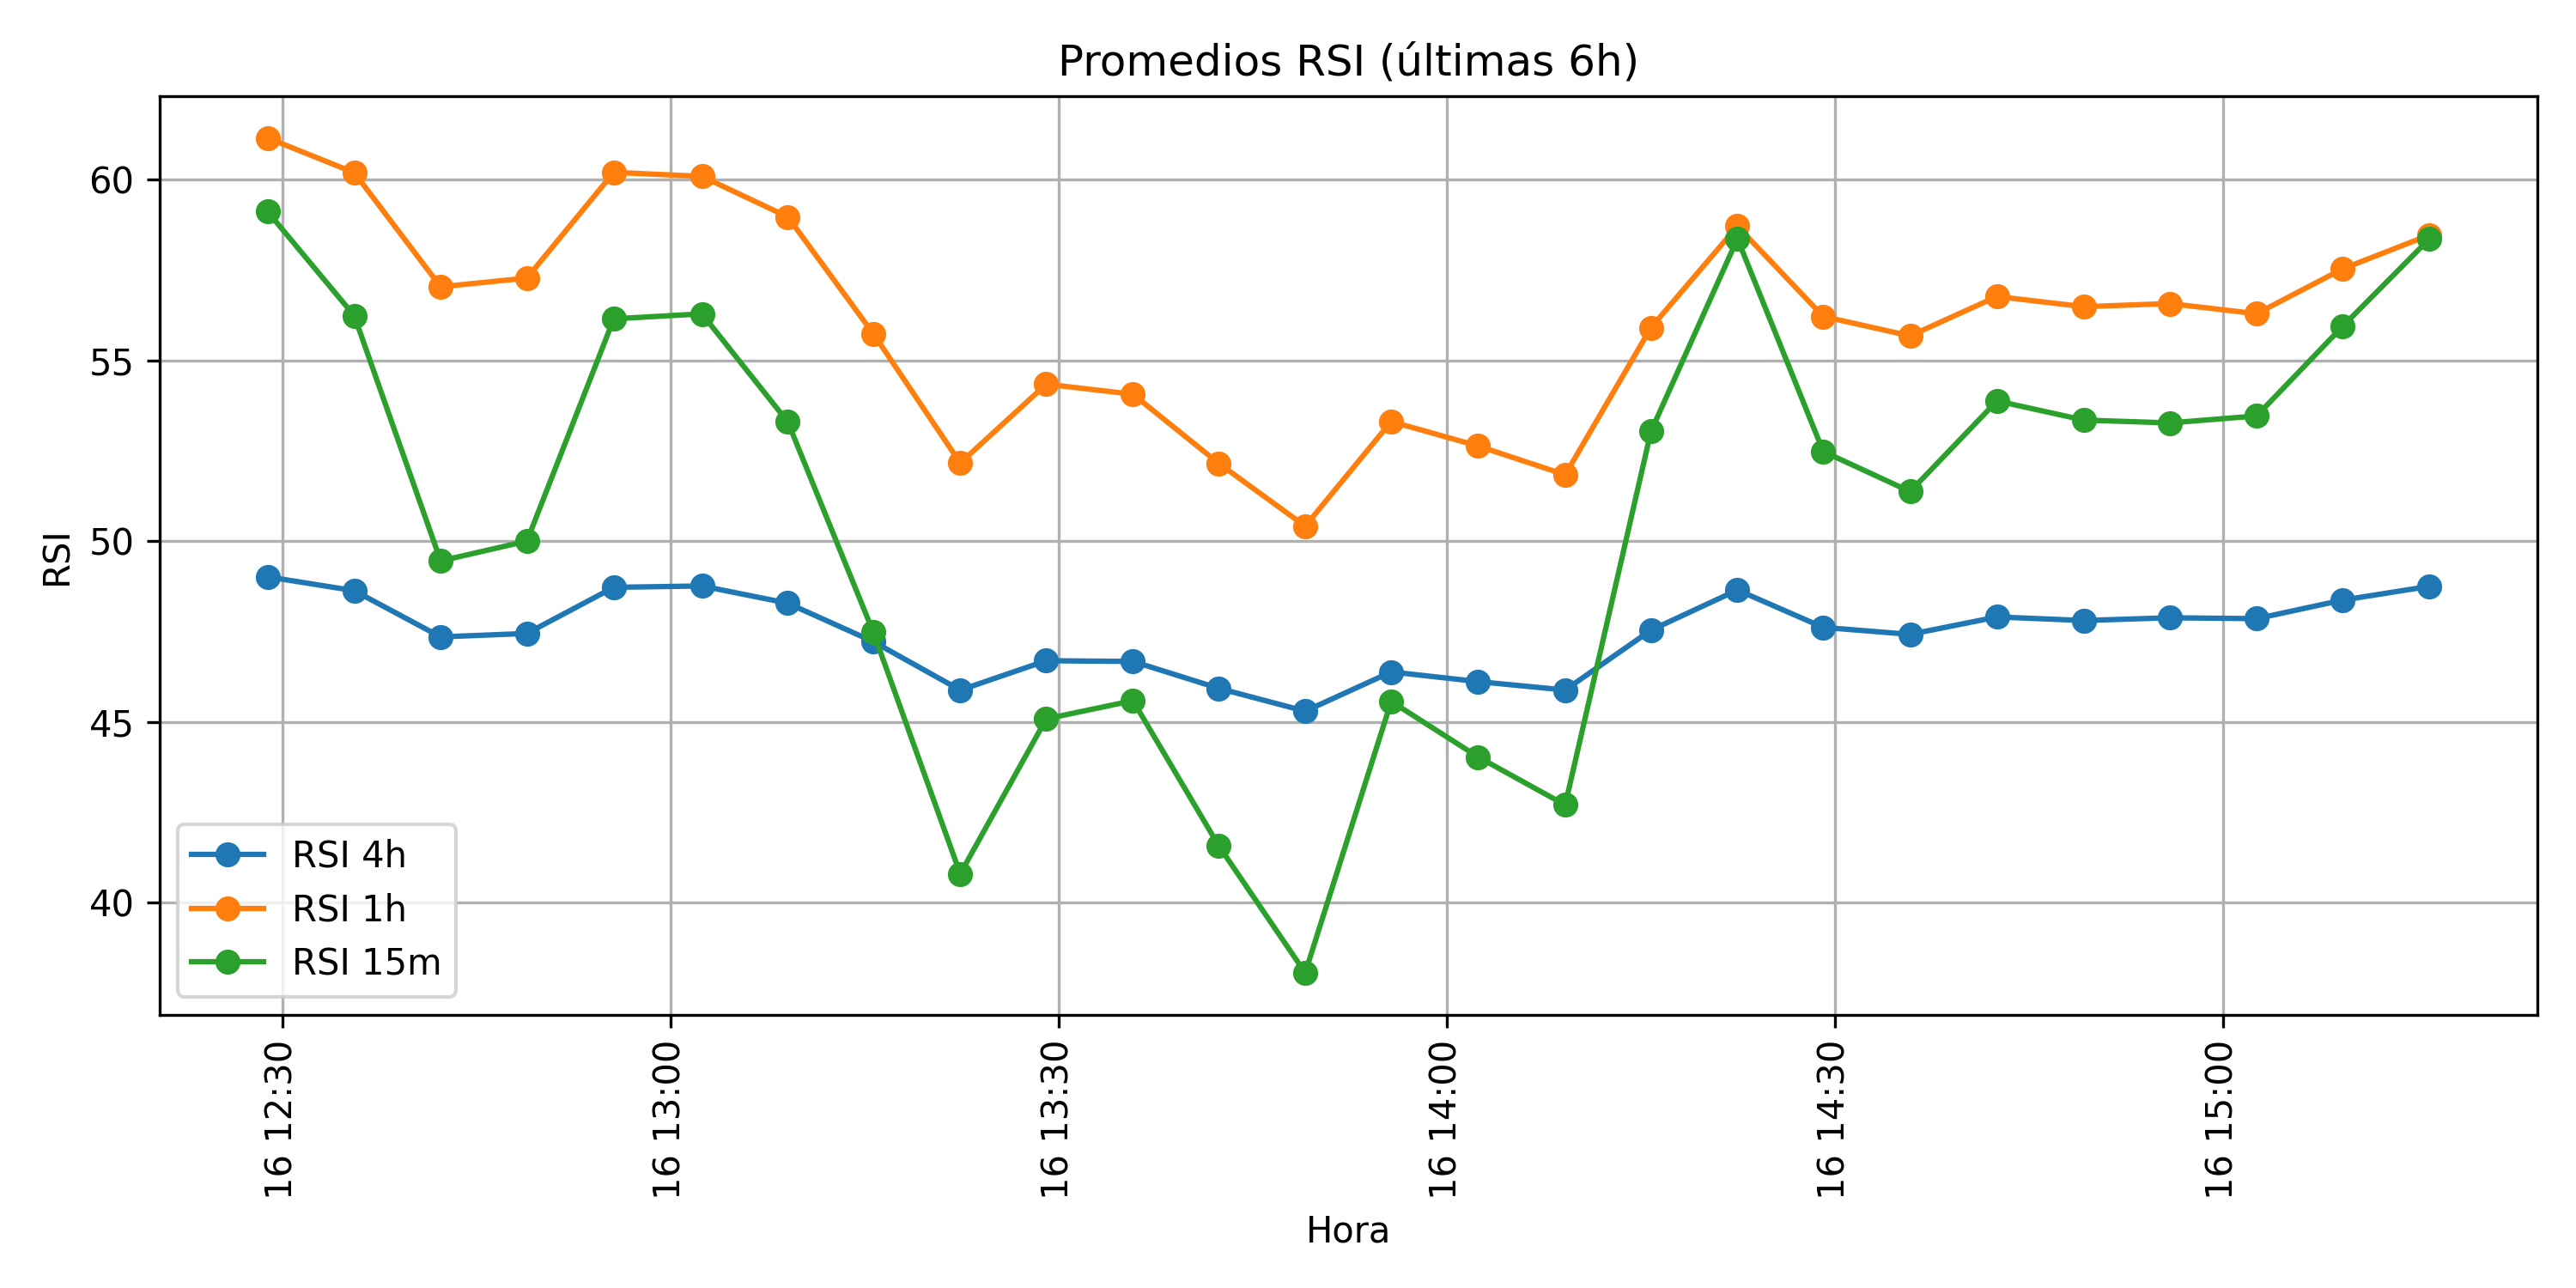 Promedios RSI (últimas 6h)
RSI
60
55
50
45
40
RSI 4h
RSI 1h
RSI 15m
16 12:30
16 13:00
16 13:30
16 14:00
16 14:30
16 15:00
Hora